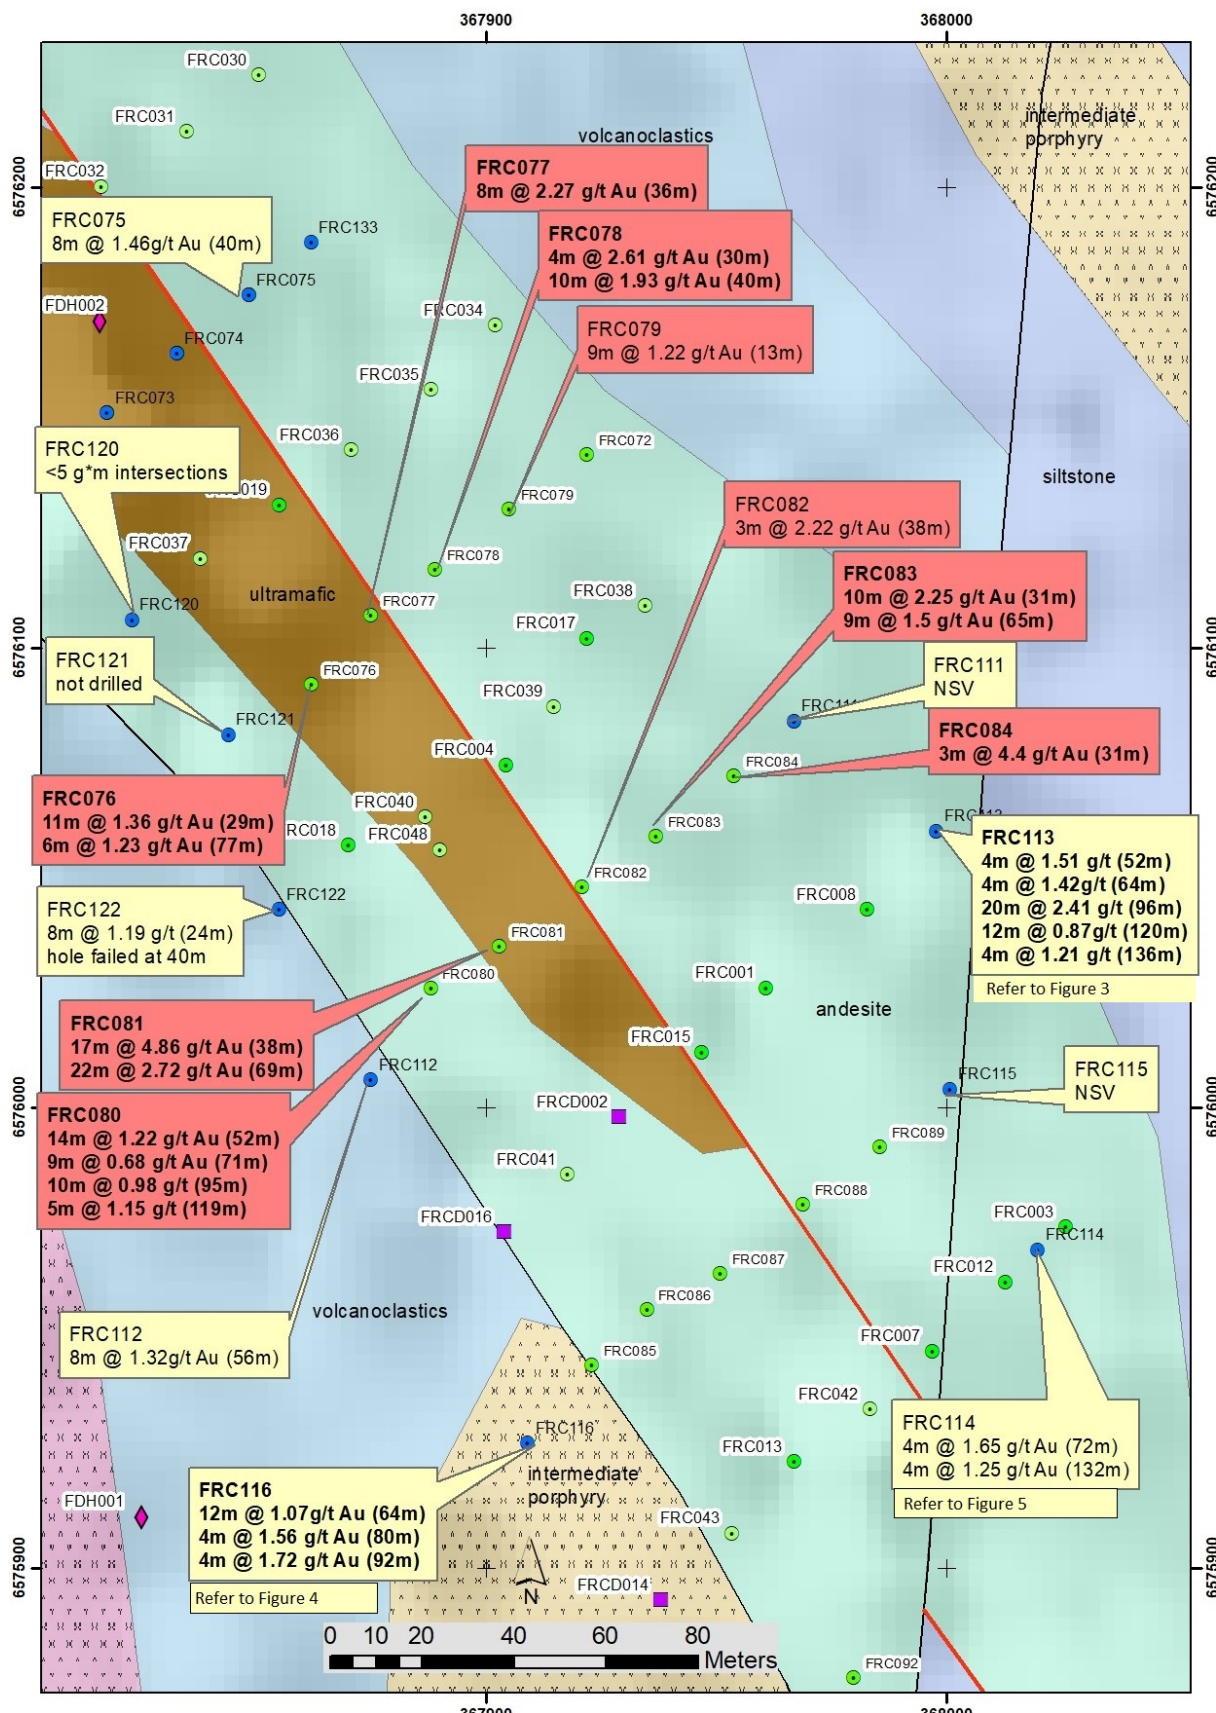 367900
368000
FRC030
FRC031
volcanoclastics
intermediate
porphyry
FRC032
FRC077
8m @ 2.27 g/t Au (36m)
6576200
6576200
FRC075
8m @ 1.46g/t Au (40m)
FRC133
FRC078
4m @ 2.61 g/t Au (30m)
10m @ 1.93 g/t Au (40m)
FRC075
FDH002
FRC034
FRC079
9m @ 1.22 g/t Au (13m)
FRC074
FRC035
FRC073
FRC036
FRC072
FRC120
<5 g*m intersections
siltstone
019
FRC079
FRC082
3m @ 2.22 g/t Au (38m)
FRC037
FRC078
FRC083
10m @ 2.25 g/t Au (31m)
9m @ 1.5 g/t Au (65m)
ultramafic
FRC120
FRC077
FRC038
FRC017
6576100
6576100
FRC121
not drilled
FRC076
FRC111
NSV
FRC039
FRC121
FRC084
3m @ 4.4 g/t Au (31m)
FRC004
FRC084
FRC076
11m @ 1.36 g/t Au (29m)
6m @ 1.23 g/t Au (77m)
FRC040
RC018
FRC048
FRC083
FRC113
4m @ 1.51 g/t (52m)
4m @ 1.42g/t (64m)
20m @ 2.41 g/t (96m)
12m @ 0.87g/t (120m)
4m @ 1.21 g/t (136m)
Refer to Figure 3
FRC082
FRC122
FRC008
FRC122
8m @ 1.19 g/t (24m)
hole failed at 40m
FRC081
FRC080
FRC001
andesite
FRC081
17m @ 4.86 g/t Au (38m)
22m @ 2.72 g/t Au (69m)
FRC015
FRC112
FRC115
FRC115
NSV
6576000
6576000
FRCD002
FRC080
14m @ 1.22 g/t Au (52m)
9m @ 0.68 g/t Au (71m)
10m @ 0.98 g/t (95m)
5m @ 1.15 g/t (119m)
FRC089
FRC041
FRC088
FRCD016
FRC003
FRC114
FRC087
FRC012
volcanoclastics
FRC086
FRC112
8m @ 1.32g/t Au (56m)
FRC007
FRC085
FRC042
FRC114
4m @ 1.65 g/t Au (72m)
4m @ 1.25 g/t Au (132m)
Refer to Figure 5
FRC116
FRC013
intermediate
porphyry
FRC116
12m @ 1.07g/t Au (64m)
4m @ 1.56 g/t Au (80m)
4m @ 1.72 g/t Au (92m)
Refer to Figure 4
FDH001
FRC043
6575900
6575900
FRCD014
N
0 10 20 40 60 80
Meters
FRC092
367900
368000